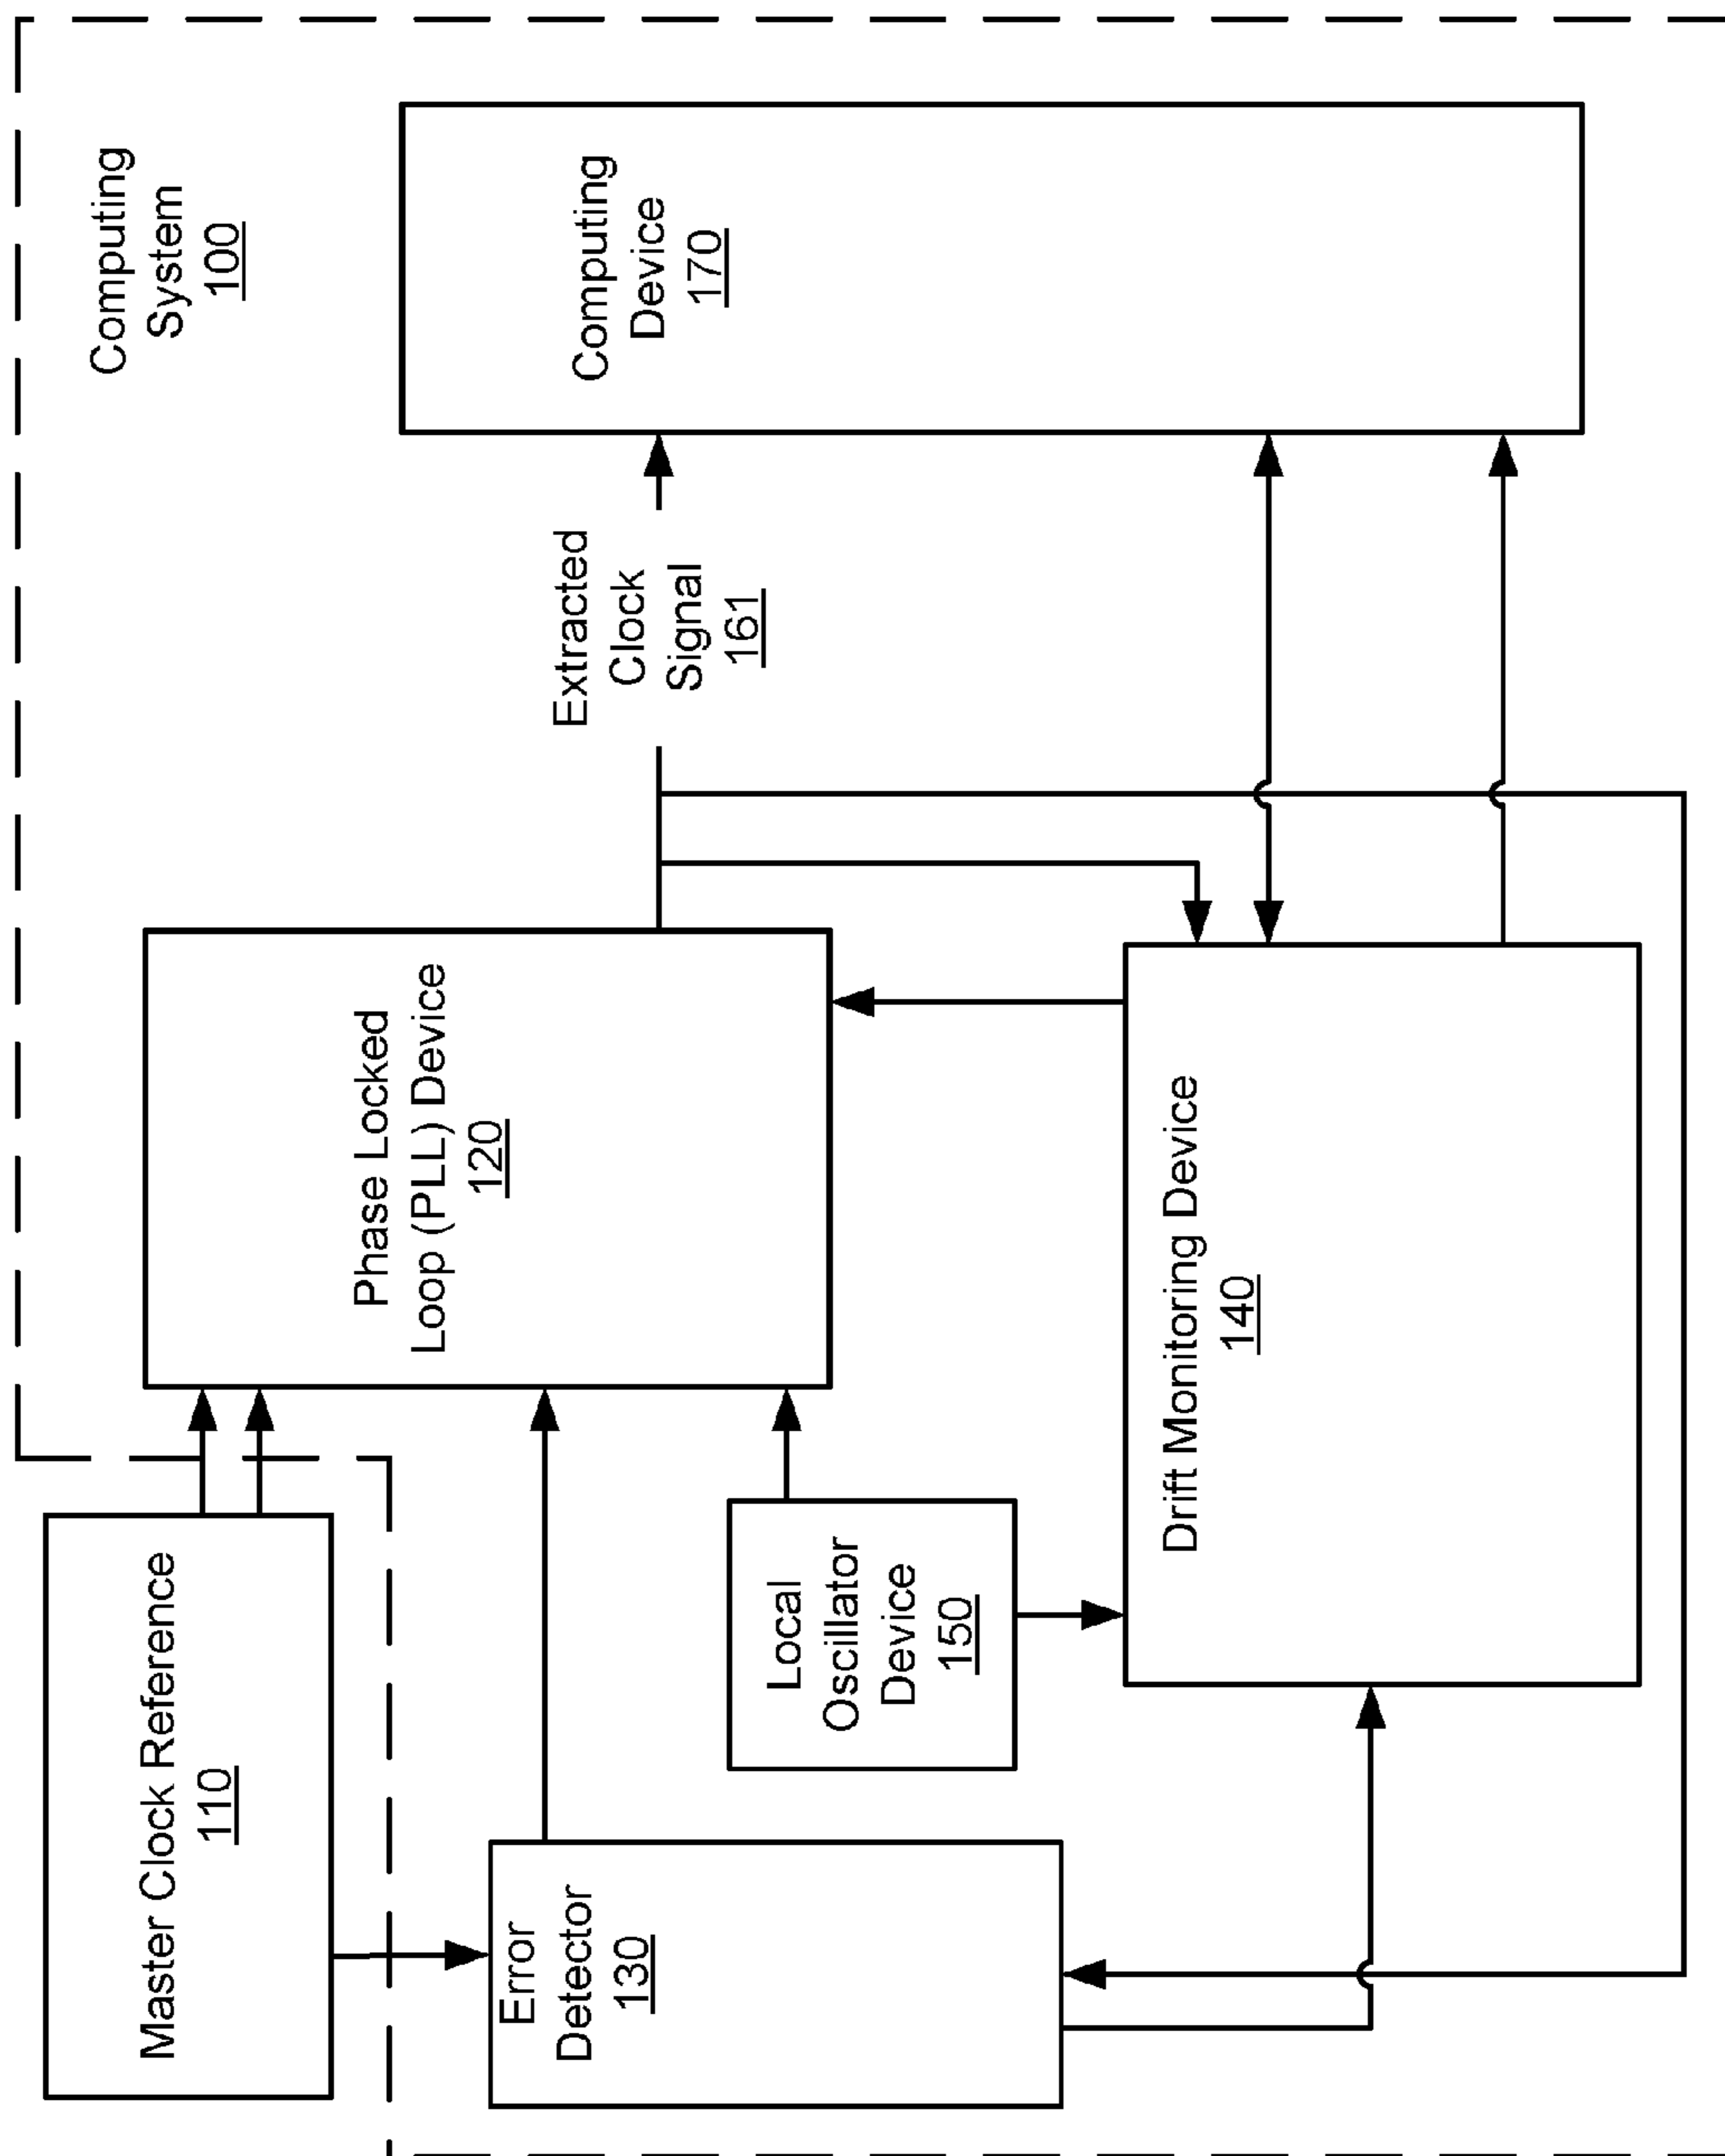 Master Clock Reference
110
Computing
System
100
Phase Locked
Loop (PLL) Device
120
Error
Detector
130
Extracted
Clock
Signal
161
Computing
Device
170
Local
Oscillator
Device
150
Drift Monitoring Device
140